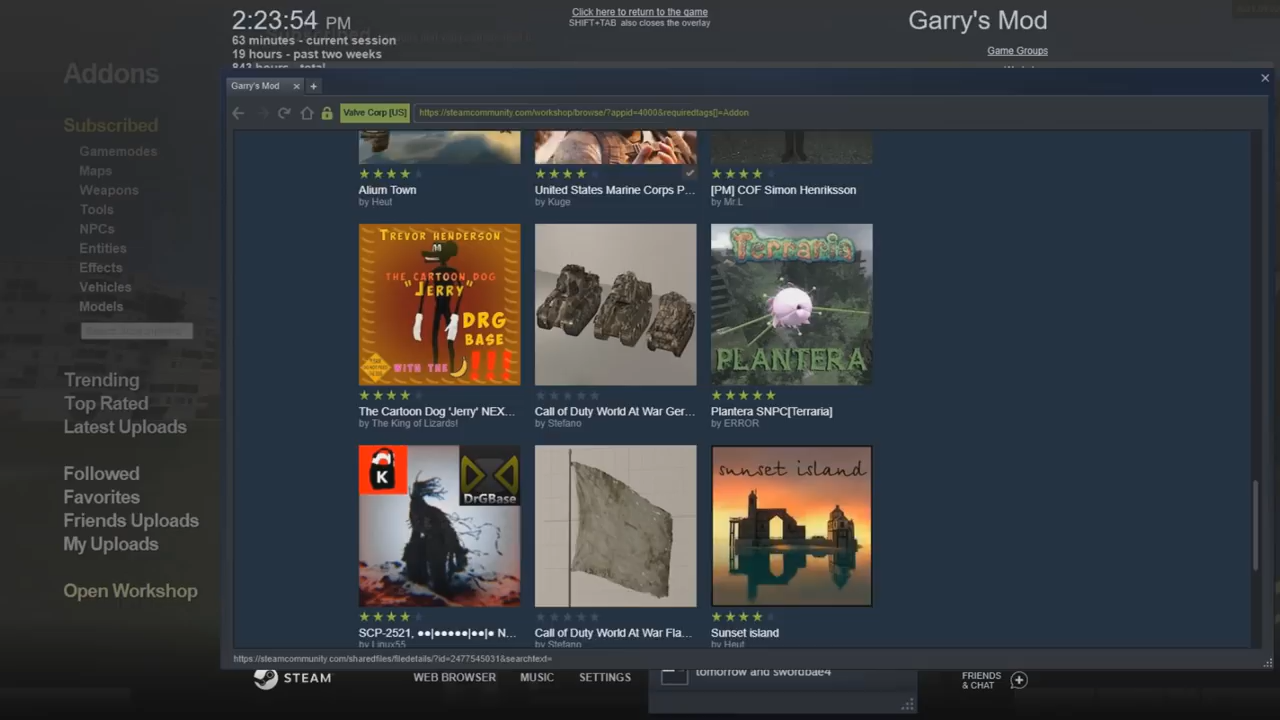 2:23:54 PM
63 minutes - current session
19 hours - past two weeks
843 hours - total
Click here to return to the game
SHIFT+TAB also closes the overlay
Garry's Mod
Game Groups
Addons
Subscribed
Gamemodes
Maps
Weapons
Tools
NPCs
Entities
Effects
Vehicles
Models
Trending
Top Rated
Latest Uploads
Followed
Favorites
Friends Uploads
My Uploads
Open Workshop
Garry's Mod
Valve Corp [US]
https://steamcommunity.com/workshop/browse/?appid=4000&requiredtags[]=Addon
Alium Town
by Heut
United States Marine Corps P...
by Kuge
[PM] COF Simon Henriksson
by Mr.L
TREVOR HENDERSON
THE CARTOON DOG
"JERRY"
DRG
BASE
WITH THE
The Cartoon Dog 'Jerry' NEX...
by The King of Lizards!
Call of Duty World At War Ger...
by Stefano
Terraria
PLANTERA
Plantera SNPC[Terraria]
by ERROR
K
DrGBase
SCP-2521, ●●|●●●●●|●●|● N...
by Linux55
Call of Duty World At War Fla...
by Stefano
sunset island
Sunset island
by Heut
https://steamcommunity.com/sharedfiles/filedetails/?id=2477545031&searchtext=
STEAM
WEB BROWSER
MUSIC
SETTINGS
tomorrow and swordbae4
FRIENDS
& CHAT